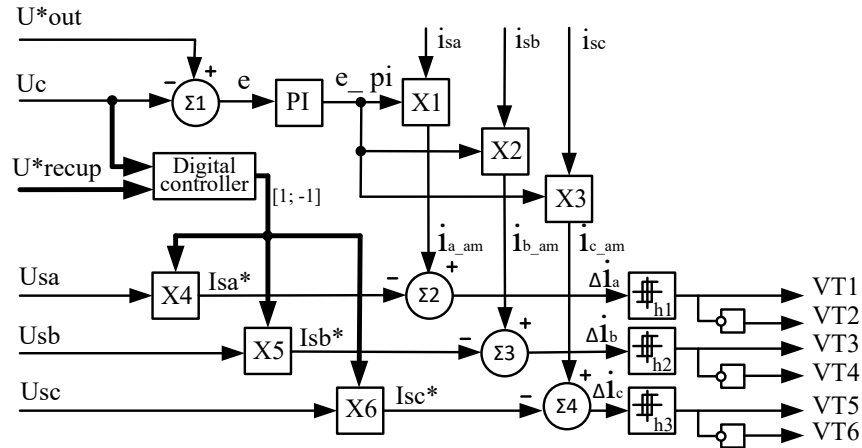 U*out
isa
isb
isc
Uc
− +
Σ1
e
PI
e_pi
X1
X2
U*recup
Digital
controller
[1; -1]
X3
ia_am
ib_am
ic_am
Usa
X4
Isa*
− +
Σ2
Δia
h1
VT1
VT2
Usb
X5
Isb*
− +
Σ3
Δib
h2
VT3
VT4
Usc
X6
Isc*
− +
Σ4
Δic
h3
VT5
VT6